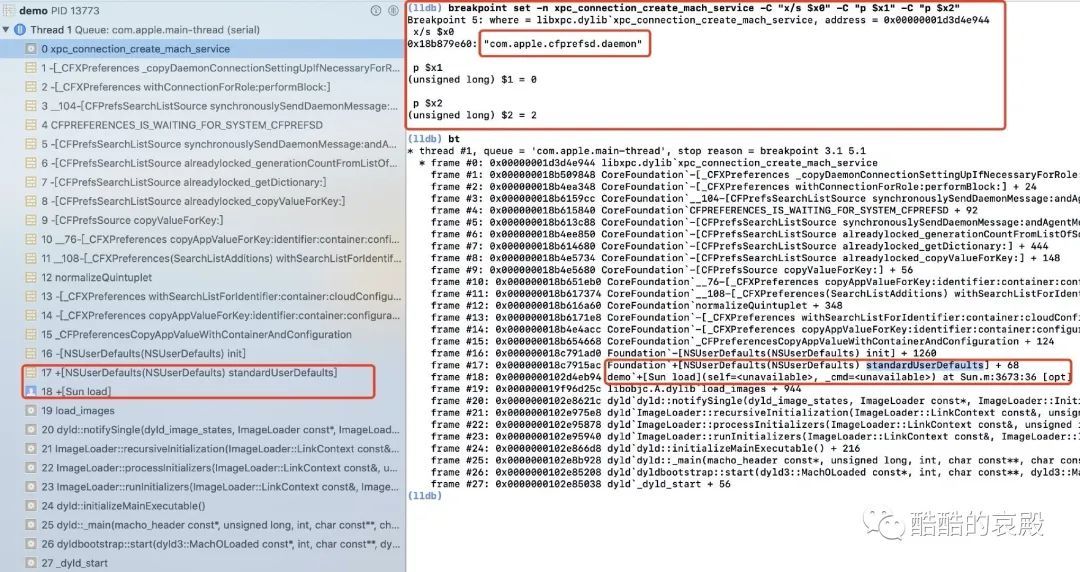 demo PID 13773
Thread 1 Queue: com.apple.main-thread (serial)
0 xpc_connection_create_mach_service
1 -[_CFXPreferences _copyDaemonConnectionSettingUpIfNecessaryForR...
2 -[_CFXPreferences withConnectionForRole:performBlock:]
3 __104-[CFPrefsSearchListSource synchronouslySendDaemonMessage:...
4 CFPREFERENCES_IS_WAITING_FOR_SYSTEM_CFPREFSD
5 -[CFPrefsSearchListSource synchronouslySendDaemonMessage:andA...
6 -[CFPrefsSearchListSource alreadylocked_generationCountFromListOf...
7 -[CFPrefsSearchListSource alreadylocked_getDictionary:]
8 -[CFPrefsSearchListSource alreadylocked_copyValueForKey:]
9 -[CFPrefsSource copyValueForKey:]
10 __76-[_CFXPreferences copyAppValueForKey:identifier:container:confi...
11 __108-[_CFXPreferences(SearchListAdditions) withSearchListForIdentif...
12 normalizeQuintuplet
13 -[_CFXPreferences withSearchListForIdentifier:container:cloudConfigu...
14 -[_CFXPreferences copyAppValueForKey:identifier:container:configura...
15 _CFPreferencesCopyAppValueWithContainerAndConfiguration
16 -[NSUserDefaults(NSUserDefaults) init]
17 +[NSUserDefaults(NSUserDefaults) standardUserDefaults]
18 +[Sun load]
19 load_images
20 dyld::notifySingle(dyld_image_states, ImageLoader const*, ImageLoad...
21 ImageLoader::recursiveInitialization(ImageLoader::LinkContext const&...
22 ImageLoader::processInitializers(ImageLoader::LinkContext const&, u...
23 ImageLoader::runInitializers(ImageLoader::LinkContext const&, Image...
24 dyld::initializeMainExecutable()
25 dyld::_main(macho_header const*, unsigned long, int, char const**, ch...
26 dyldbootstrap::start(dyld3::MachOLoaded const*, int, char const**, dy...
27 _dyld_start
(lldb) breakpoint set -n xpc_connection_create_mach_service -C "x/s $x0" -C "p $x1" -C "p $x2"
Breakpoint 5: where = libxpc.dylib`xpc_connection_create_mach_service, address = 0x00000001d3d4e944
x/s $x0
0x18b879e60: "com.apple.cfprefsd.daemon"
p $x1
(unsigned long) $1 = 0
p $x2
(unsigned long) $2 = 2
(lldb) bt
* thread #1, queue = 'com.apple.main-thread', stop reason = breakpoint 3.1 5.1
* frame #0: 0x00000001d3d4e944 libxpc.dylib`xpc_connection_create_mach_service
frame #1: 0x000000018b509848 CoreFoundation`-[_CFXPreferences _copyDaemonConnectionSettingUpIfNecessaryForRole:
frame #2: 0x000000018b4ea348 CoreFoundation`-[_CFXPreferences withConnectionForRole:performBlock:] + 24
frame #3: 0x000000018b6159cc CoreFoundation`__104-[CFPrefsSearchListSource synchronouslySendDaemonMessage:andAg
frame #4: 0x000000018b615840 CoreFoundation`CFPREFERENCES_IS_WAITING_FOR_SYSTEM_CFPREFSD + 92
frame #5: 0x000000018b613c88 CoreFoundation`-[CFPrefsSearchListSource synchronouslySendDaemonMessage:andAgentMe
frame #6: 0x000000018b4ee850 CoreFoundation`-[CFPrefsSearchListSource alreadylocked_generationCountFromListOfSo
frame #7: 0x000000018b614680 CoreFoundation`-[CFPrefsSearchListSource alreadylocked_getDictionary:] + 444
frame #8: 0x000000018b4e5734 CoreFoundation`-[CFPrefsSearchListSource alreadylocked_copyValueForKey:] + 148
frame #9: 0x000000018b4e5680 CoreFoundation`-[CFPrefsSource copyValueForKey:] + 56
frame #10: 0x000000018b651eb0 CoreFoundation`__76-[_CFXPreferences copyAppValueForKey:identifier:container:conf
frame #11: 0x000000018b617374 CoreFoundation`__108-[_CFXPreferences(SearchListAdditions) withSearchListForIdent
frame #12: 0x000000018b616a98 CoreFoundation`normalizeQuintuplet + 348
frame #13: 0x000000018b6171e8 CoreFoundation`-[_CFXPreferences withSearchListForIdentifier:container:cloudConfi
frame #14: 0x000000018b4e4acc CoreFoundation`-[_CFXPreferences copyAppValueForKey:identifier:container:configur
frame #15: 0x000000018b654668 CoreFoundation`_CFPreferencesCopyAppValueWithContainerAndConfiguration + 124
frame #16: 0x000000018c791ad0 Foundation`-[NSUserDefaults(NSUserDefaults) init] + 1260
frame #17: 0x000000018c7915ac Foundation`+[NSUserDefaults(NSUserDefaults) standardUserDefaults] + 68
frame #18: 0x0000000102d4eb94 demo`+[Sun load](self=<unavailable>, _cmd=<unavailable>) at Sun.m:3673:36 [opt]
frame #19: 0x000000019f96d25c libobjc.A.dylib`load_images + 944
frame #20: 0x0000000102e8621c dyld`dyld::notifySingle(dyld_image_states, ImageLoader const*, ImageLoader::Initi
frame #21: 0x0000000102e975e8 dyld`ImageLoader::recursiveInitialization(ImageLoader::LinkContext const&, unsign
frame #22: 0x0000000102e95878 dyld`ImageLoader::processInitializers(ImageLoader::LinkContext const&, unsigned i
frame #23: 0x0000000102e95940 dyld`ImageLoader::runInitializers(ImageLoader::LinkContext const&, ImageLoader::I
frame #24: 0x0000000102e866d8 dyld`dyld::initializeMainExecutable() + 216
frame #25: 0x0000000102e8b928 dyld`dyld::_main(macho_header const*, unsigned long, int, char const**, char cons
frame #26: 0x0000000102e85208 dyld`dyldbootstrap::start(dyld3::MachOLoaded const*, int, char const**, dyld3::Ma
frame #27: 0x0000000102e85038 dyld`_dyld_start + 56
(lldb)
酷酷的哀殿